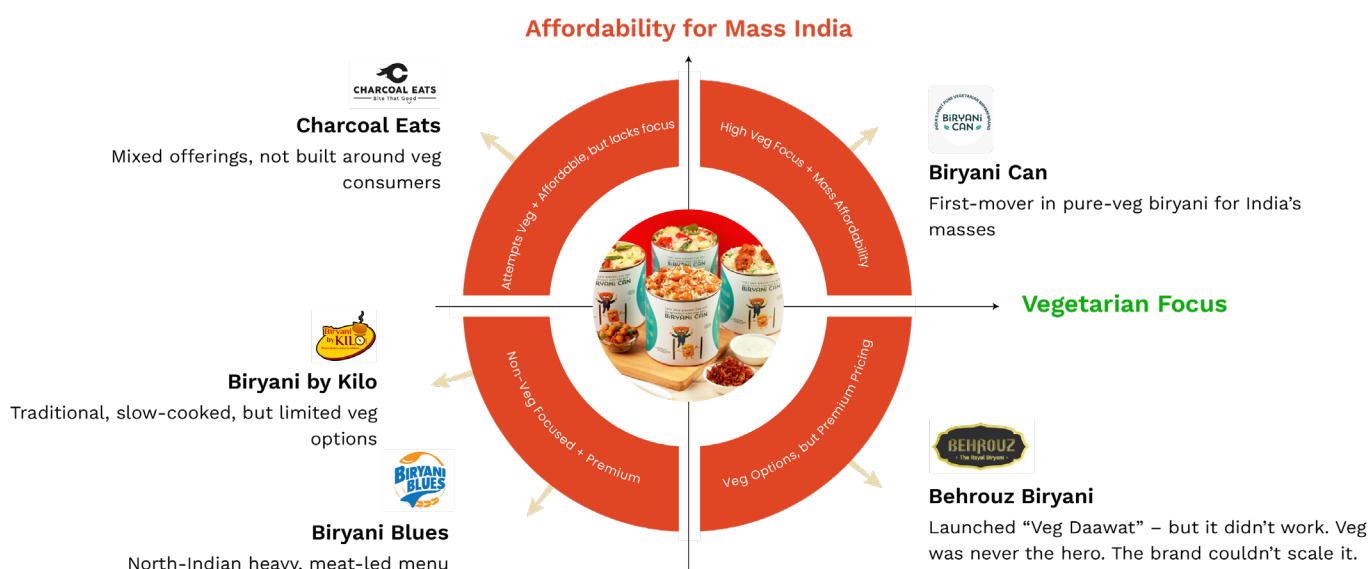 Affordability for Mass India
CHARCOAL EATS
Bite That Good
Charcoal Eats
Mixed offerings, not built around veg
consumers
Attempts Veg + Affordable, but lacks focus
High Veg Focus + Mass Affordability
BiRYANi
CAN
Biryani Can
First-mover in pure-veg biryani for India’s
masses
Vegetarian Focus
BiRYANi CAN
BiRYANi CAN
BiRYANi CAN
Biryani
by KILO
Biryani by Kilo
Traditional, slow-cooked, but limited veg
options
Non-Veg Focused + Premium
Veg Options, but Premium Pricing
BIRYANI
BLUES
Biryani Blues
North-Indian heavy, meat-led menu
BEHROUZ
The Royal Biryani
Behrouz Biryani
Launched “Veg Daawat” – but it didn’t work. Veg
was never the hero. The brand couldn’t scale it.